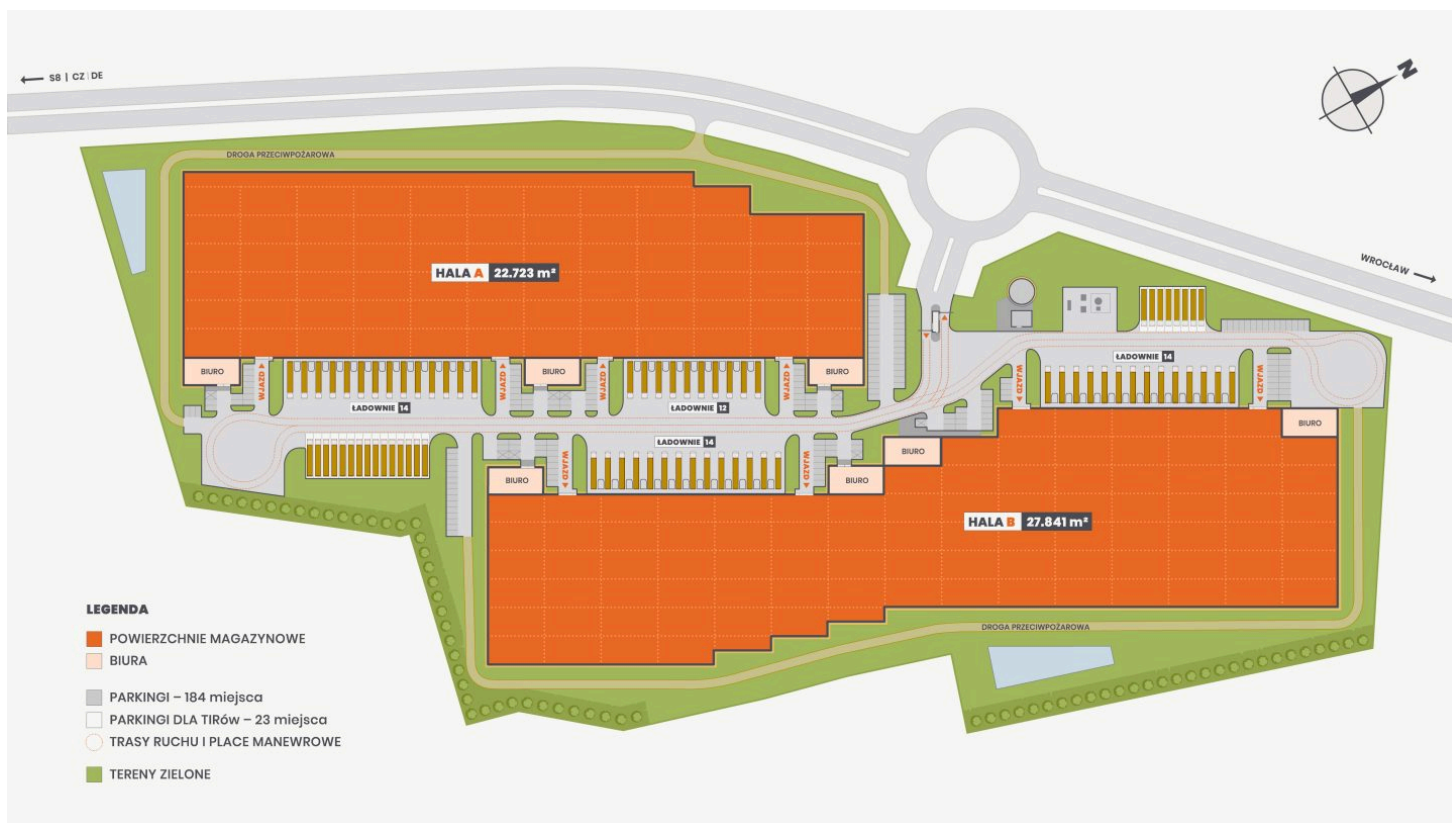 S8 | CZ | DE
N
DROGA PRZECIWPOŻAROWA
WROCŁAW
HALA A 22.723 m²
BIURO
WJAZD
WJAZD
BIURO
WJAZD
WJAZD
BIURO
ŁADOWNIE 14
ŁADOWNIE 12
ŁADOWNIE 14
WJAZD
WJAZD
BIURO
ŁADOWNIE 14
BIURO
WJAZD
WJAZD
BIURO
BIURO
HALA B 27.841 m²
DROGA PRZECIWPOŻAROWA
LEGENDA
POWIERZCHNIE MAGAZYNOWE
BIURA
PARKINGI – 184 miejsca
PARKINGI DLA TIRów – 23 miejsca
TRASY RUCHU I PLACE MANEWROWE
TERENY ZIELONE